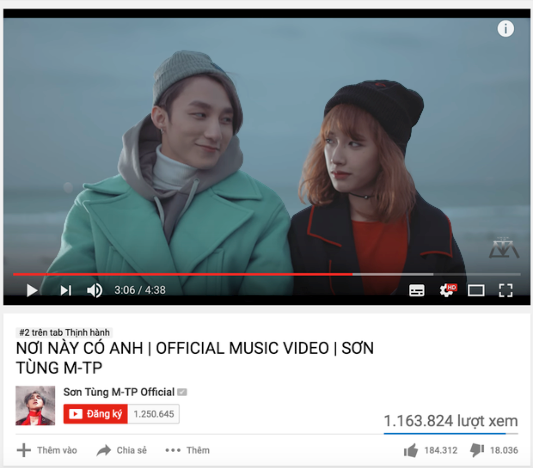 HD
3:06 / 4:38
#2 trên tab Thịnh hành
NƠI NÀY CÓ ANH | OFFICIAL MUSIC VIDEO | SƠN
TÙNG M-TP
Sơn Tùng M-TP Official
Đăng ký 1.250.645
1.163.824 lượt xem
Thêm vào Chia sẻ Thêm 184.312 18.036